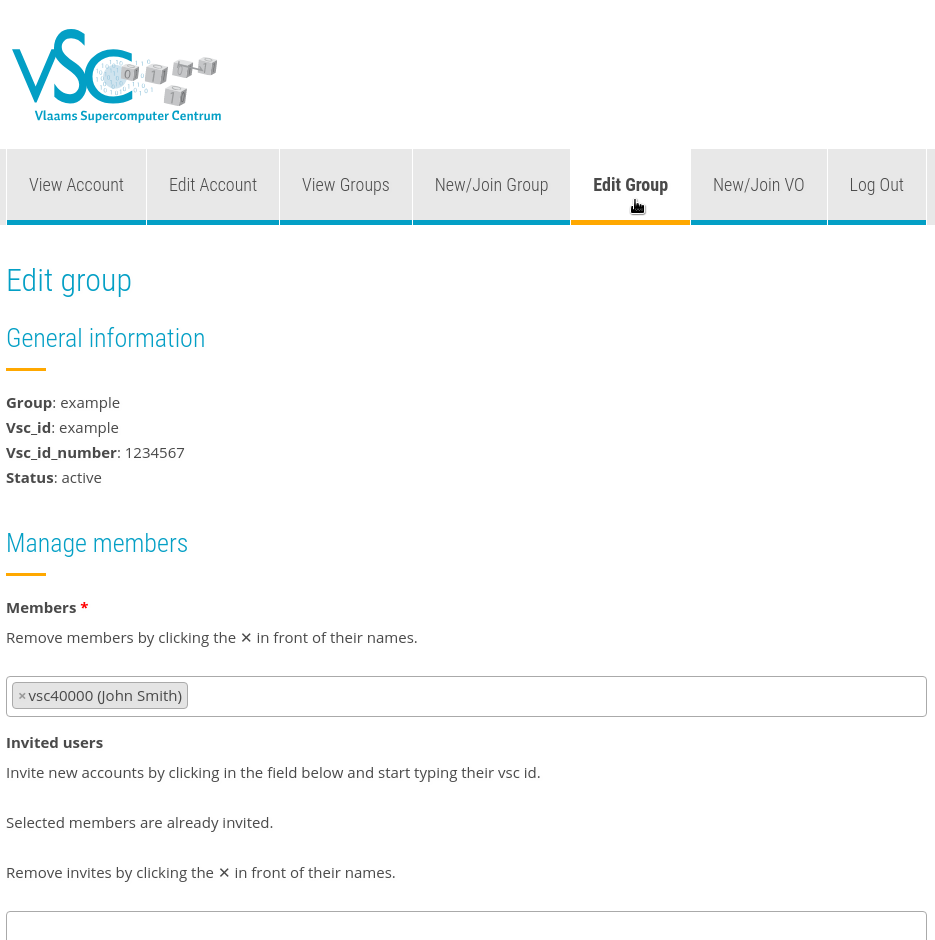 VSC
Vlaams Supercomputer Centrum
View Account
Edit Account
View Groups
New/Join Group
Edit Group
New/Join VO
Log Out
Edit group
General information
Group: example
Vsc_id: example
Vsc_id_number: 1234567
Status: active
Manage members
Members *
Remove members by clicking the ✕ in front of their names.
×vsc40000 (John Smith)
Invited users
Invite new accounts by clicking in the field below and start typing their vsc id.
Selected members are already invited.
Remove invites by clicking the ✕ in front of their names.